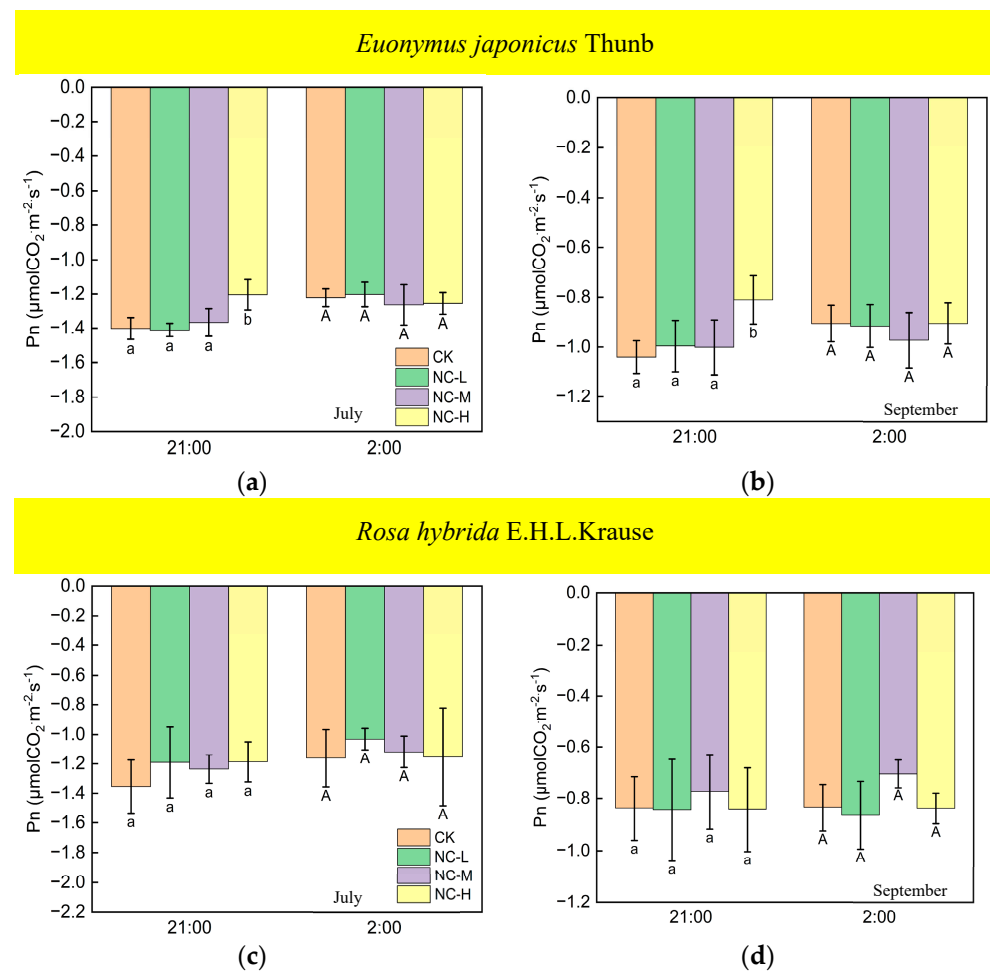 Euonymus japonicus Thunb
Pn (μmolCO2·m-2·s-1)
0.0
−0.2
−0.4
−0.6
−0.8
−1.0
−1.2
−1.4
−1.6
−1.8
−2.0
a a a b
A A A A
CK
NC-L
NC-M
NC-H
July
21:00 2:00
(a)
Pn (μmolCO2·m-2·s-1)
0.0
−0.2
−0.4
−0.6
−0.8
−1.0
−1.2
a a a b
A A A A
September
21:00 2:00
(b)
Rosa hybrida E.H.L.Krause
Pn (μmolCO2·m-2·s-1)
0.0
−0.2
−0.4
−0.6
−0.8
−1.0
−1.2
−1.4
−1.6
−1.8
−2.0
−2.2
a a a a
A A A A
CK
NC-L
NC-M
NC-H
July
21:00 2:00
(c)
Pn (μmolCO2·m-2·s-1)
0.0
−0.2
−0.4
−0.6
−0.8
−1.0
−1.2
a a a a
A A A A
September
21:00 2:00
(d)